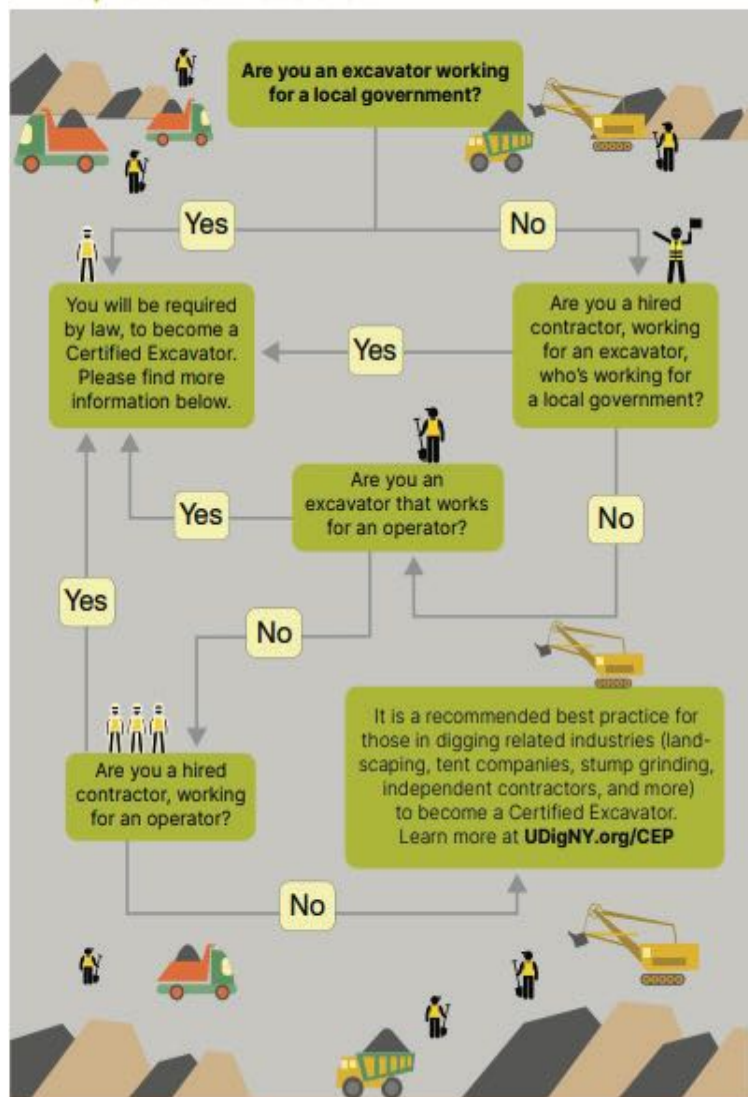 Are you an excavator working
for a local government?
Yes
No
You will be required
by law, to become a
Certified Excavator.
Please find more
information below.
Yes
Are you a hired
contractor, working
for an excavator,
who's working for
a local government?
Are you an
excavator that works
for an operator?
Yes
No
Yes
No
It is a recommended best practice for
those in digging related industries (land-
scaping, tent companies, stump grinding,
independent contractors, and more)
to become a Certified Excavator.
Learn more at UDigNY.org/CEP
Are you a hired
contractor, working
for an operator?
No